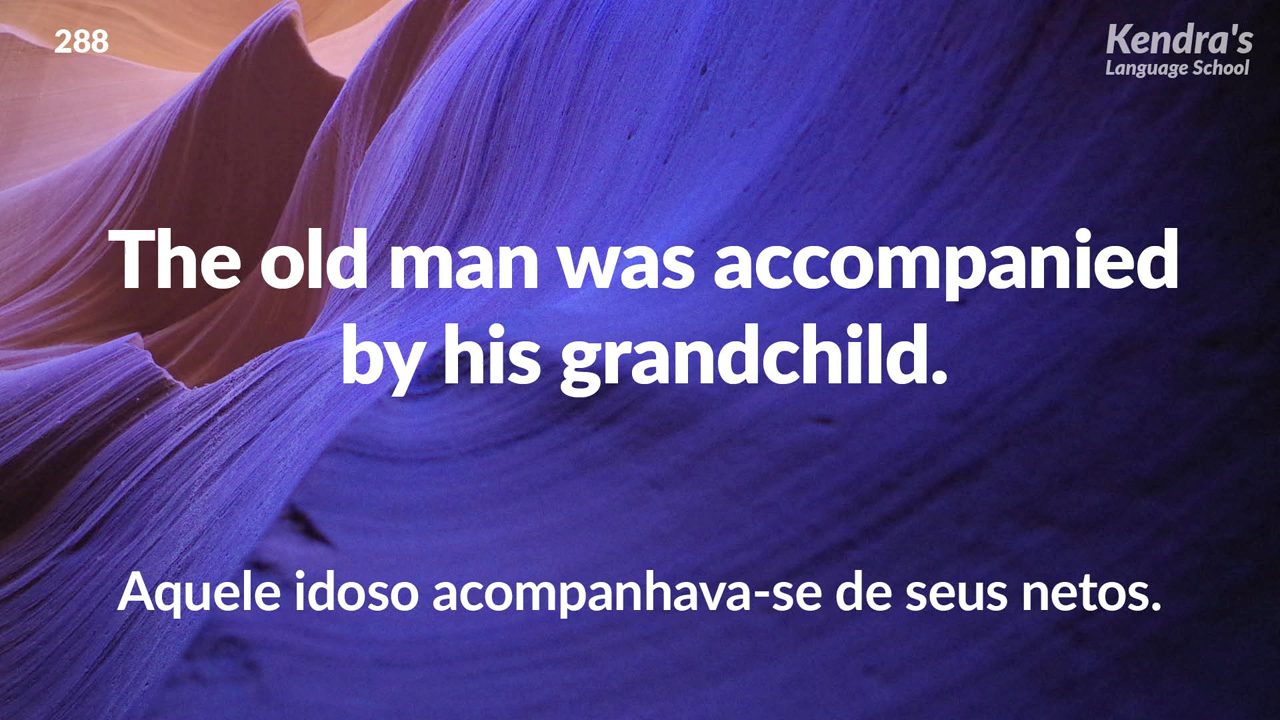 288
Kendra's
Language School
The old man was accompanied
by his grandchild.
Aquele idoso acompanhava-se de seus netos.